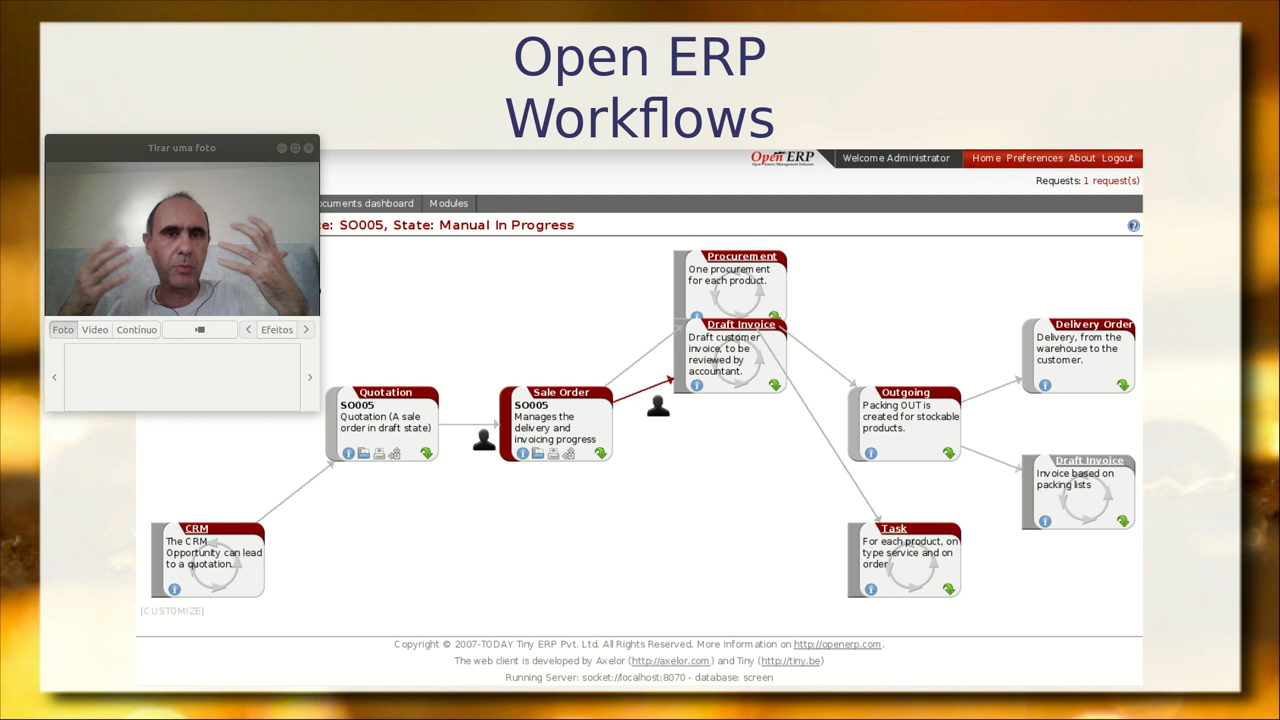 Open ERP
Workflows
Tirar uma foto
Foto
Vídeo
Contínuo
Efeitos
Open ERP
Welcome Administrator
Home Preferences About Logout
Requests: 1 request(s)
ocuments dashboard
Modules
e: SO005, State: Manual In Progress
Procurement
One procurement
for each product.
Draft Invoice
Draft customer
invoice, to be
reviewed by
accountant.
Delivery Order
Delivery, from the
warehouse to the
customer.
Quotation
SO005
Quotation (A sale
order in draft state)
Sale Order
SO005
Manages the
delivery and
invoicing progress
Outgoing
Packing OUT is
created for stockable
products.
Draft Invoice
Invoice based on
packing lists
CRM
The CRM
Opportunity can lead
to a quotation.
Task
For each product, on
type service and on
order
[CUSTOMIZE]
Copyright © 2007-TODAY Tiny ERP Pvt. Ltd. All Rights Reserved. More Information on http://openerp.com.
The web client is developed by Axelor (http://axelor.com) and Tiny (http://tiny.be)
Running Server: socket://localhost:8070 - database: screen